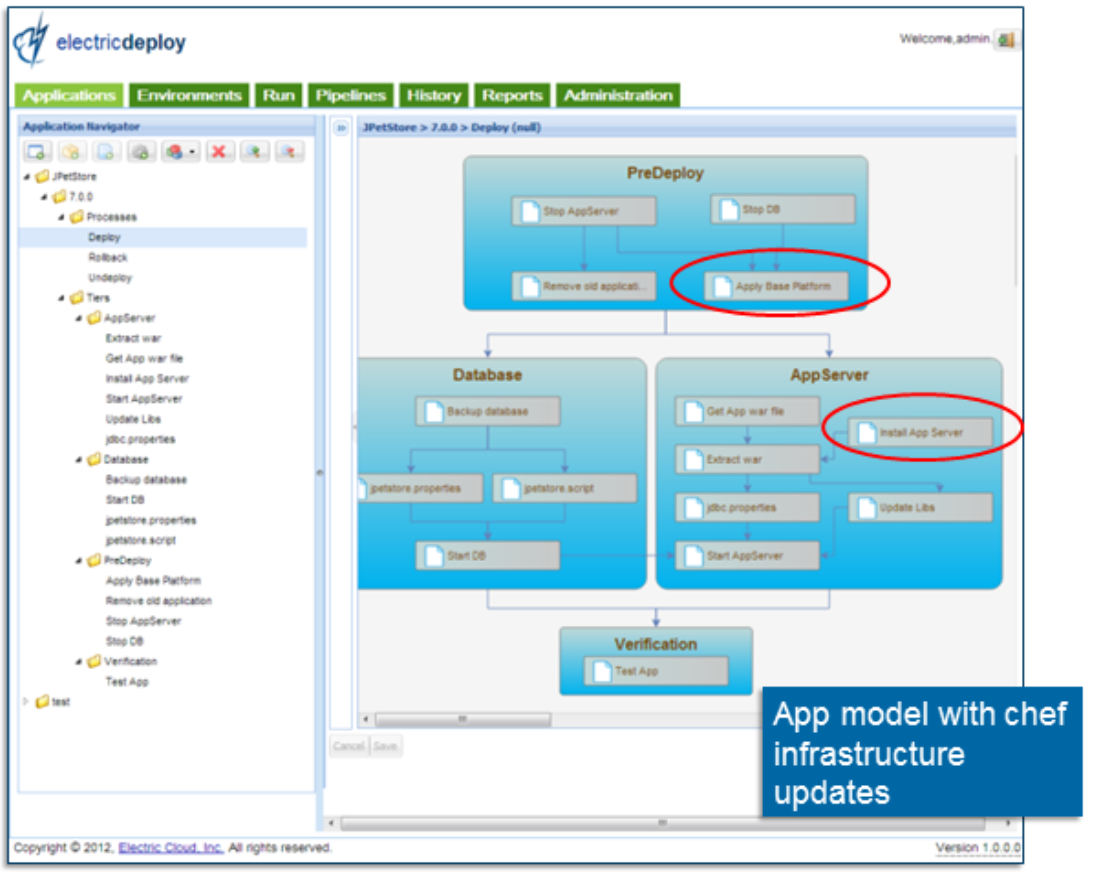 electricdeploy
Welcome,admin.
Applications Environments Run Pipelines History Reports Administration
Application Navigator
JPetStore
7.0.0
Processes
Deploy
Rollback
Undeploy
Tiers
AppServer
Extract war
Get App war file
Install App Server
Start AppServer
Update Libs
jdbc.properties
Database
Backup database
Start DB
jpetstore.properties
jpetstore.script
PreDeploy
Apply Base Platform
Remove old application
Stop AppServer
Stop DB
Verification
Test App
test
JPetStore > 7.0.0 > Deploy (null)
PreDeploy
Stop AppServer
Stop DB
Remove old applicati...
Apply Base Platform
Database
Backup database
jpetstore.properties
jpetstore.script
Start DB
AppServer
Get App war file
Install App Server
Extract war
jdbc.properties
Update Libs
Start AppServer
Verification
Test App
Cancel Save
App model with chef
infrastructure
updates
Copyright © 2012, Electric Cloud, Inc. All rights reserved.
Version 1.0.0.0